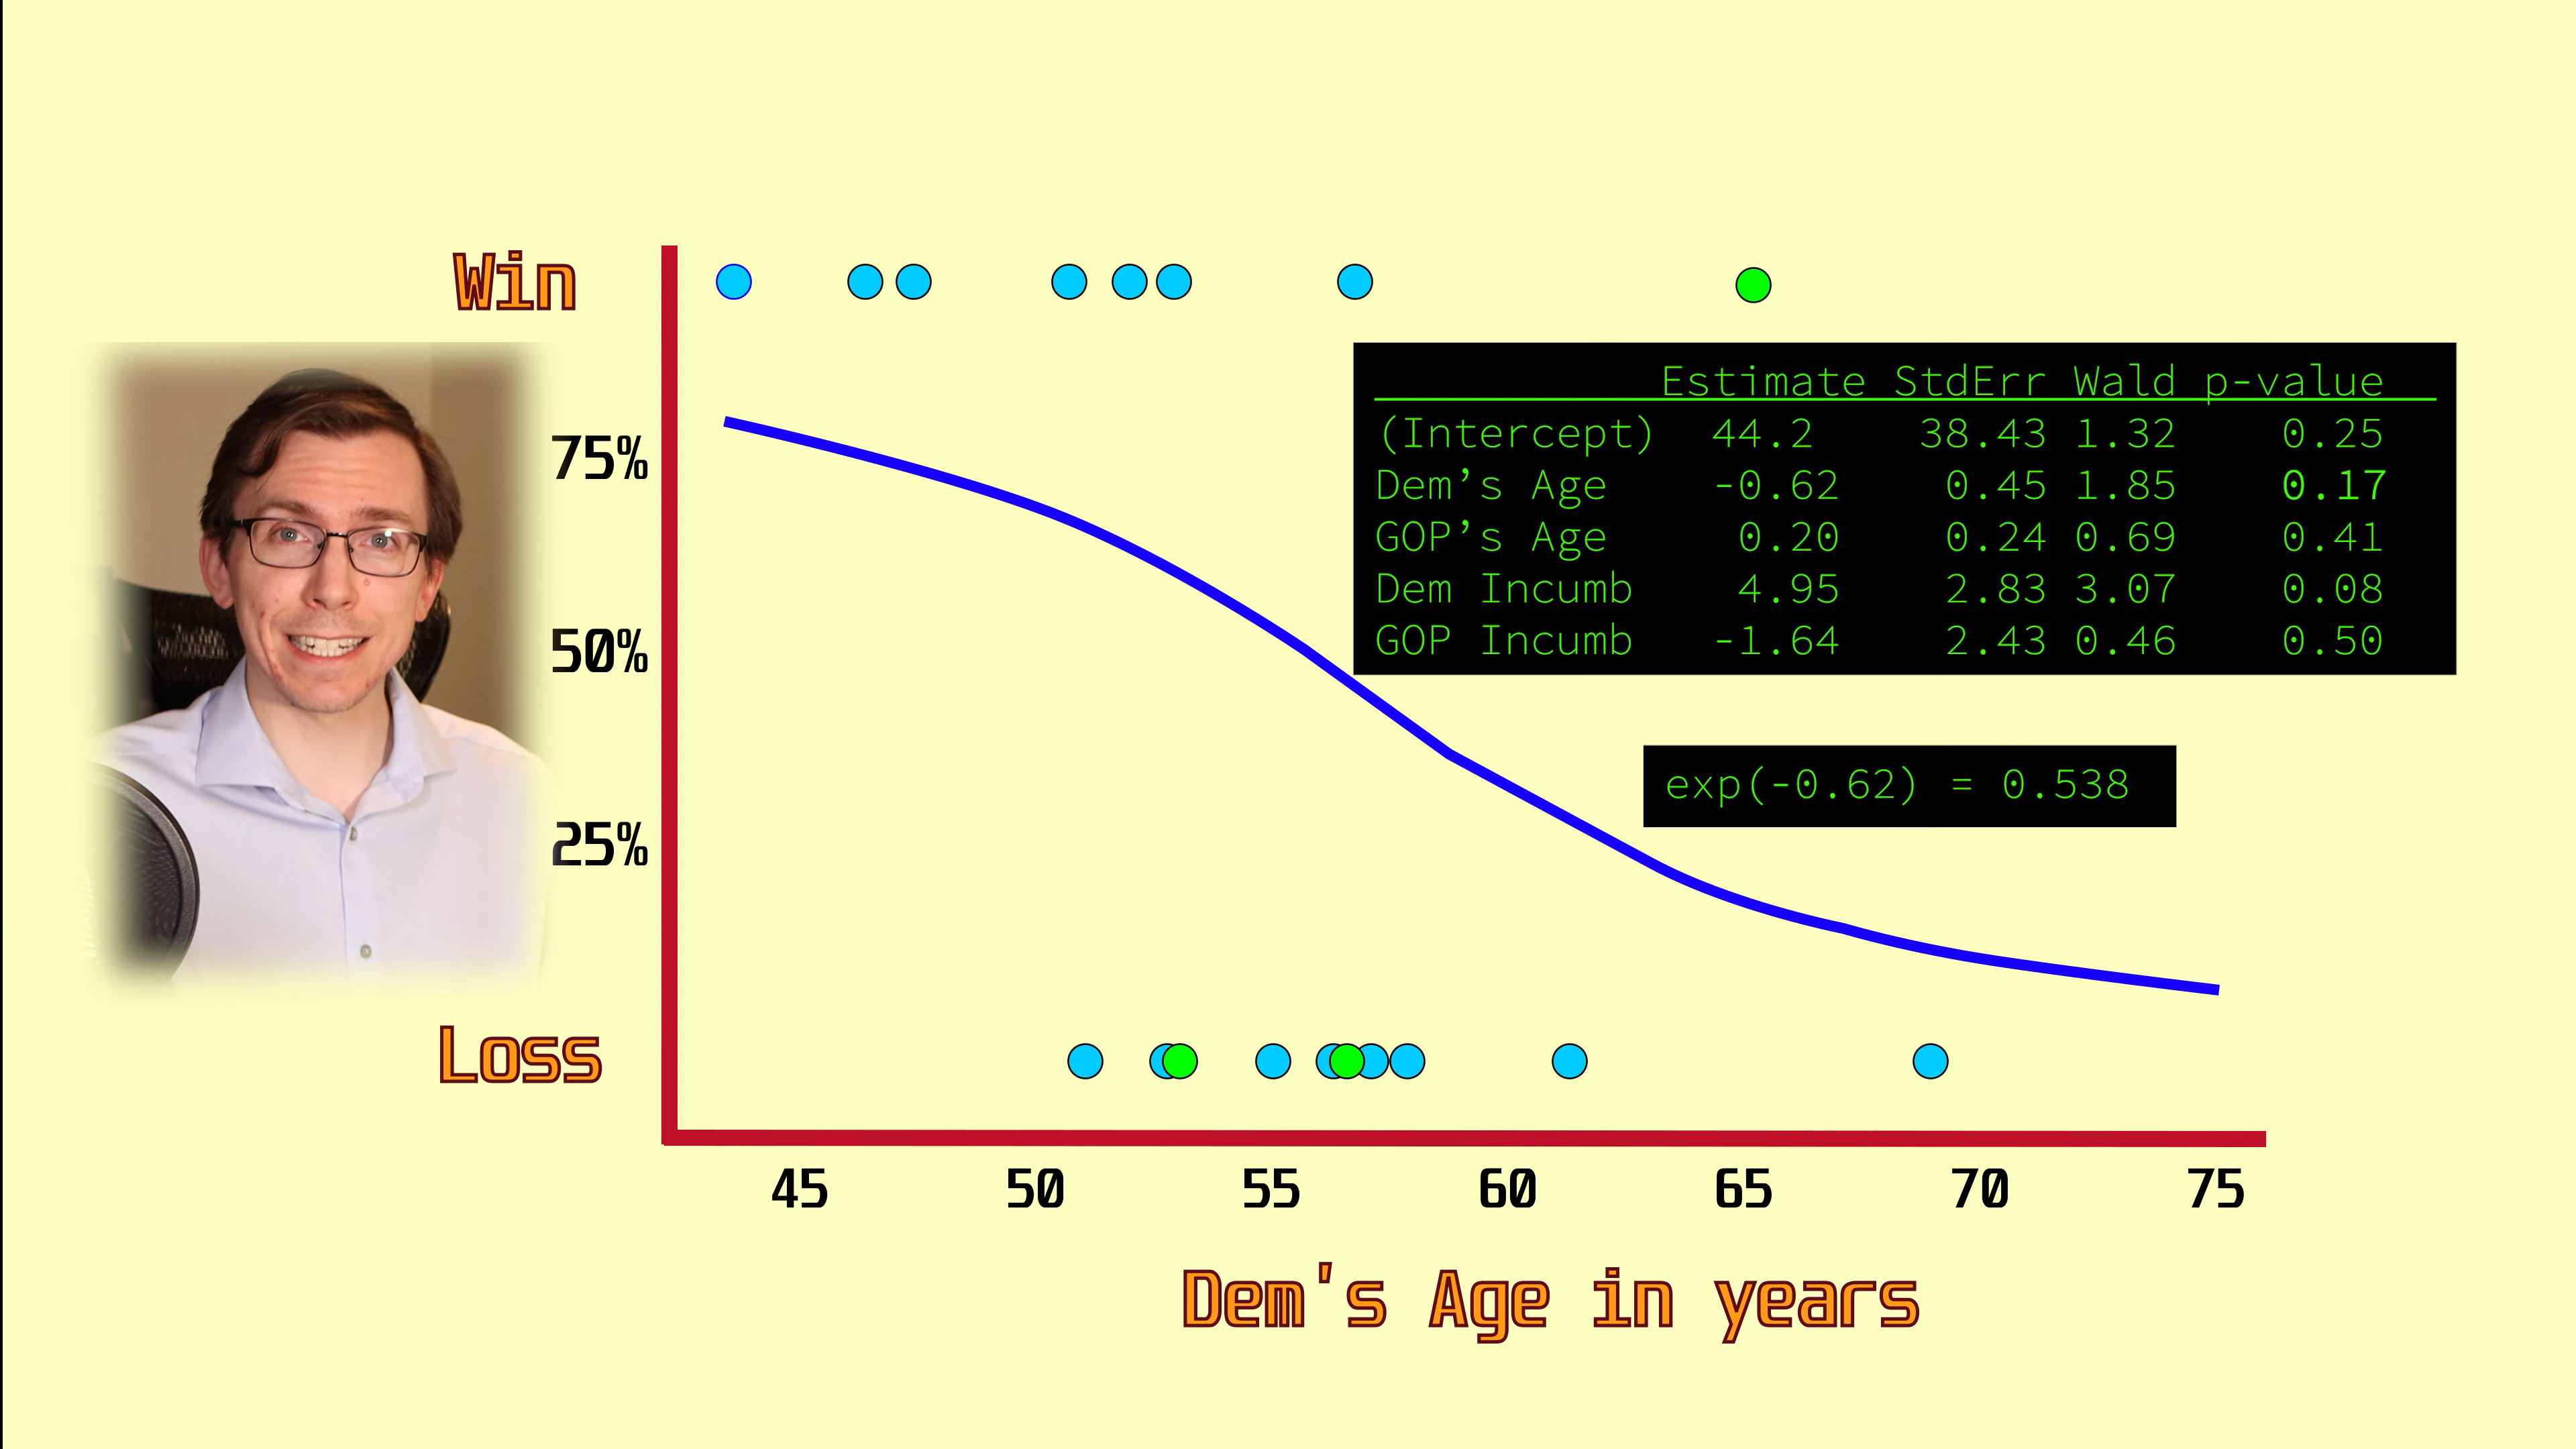 Win
75%
50%
25%
Loss
Estimate StdErr Wald p-value
(Intercept) 44.2 38.43 1.32 0.25
Dem’s Age -0.62 0.45 1.85 0.17
GOP’s Age 0.20 0.24 0.69 0.41
Dem Incumb 4.95 2.83 3.07 0.08
GOP Incumb -1.64 2.43 0.46 0.50
exp(-0.62) = 0.538
45 50 55 60 65 70 75
Dem's Age in years